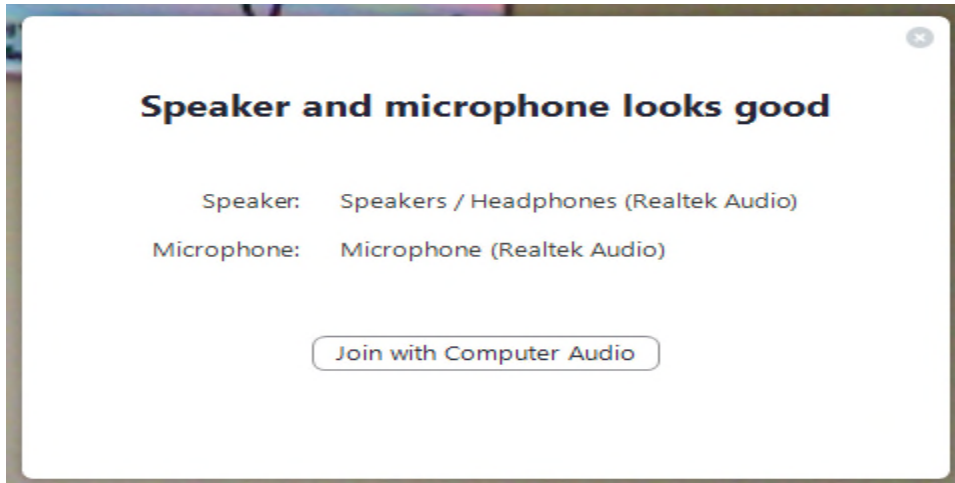 Speaker and microphone looks good
Speaker: Speakers / Headphones (Realtek Audio)
Microphone: Microphone (Realtek Audio)
Join with Computer Audio